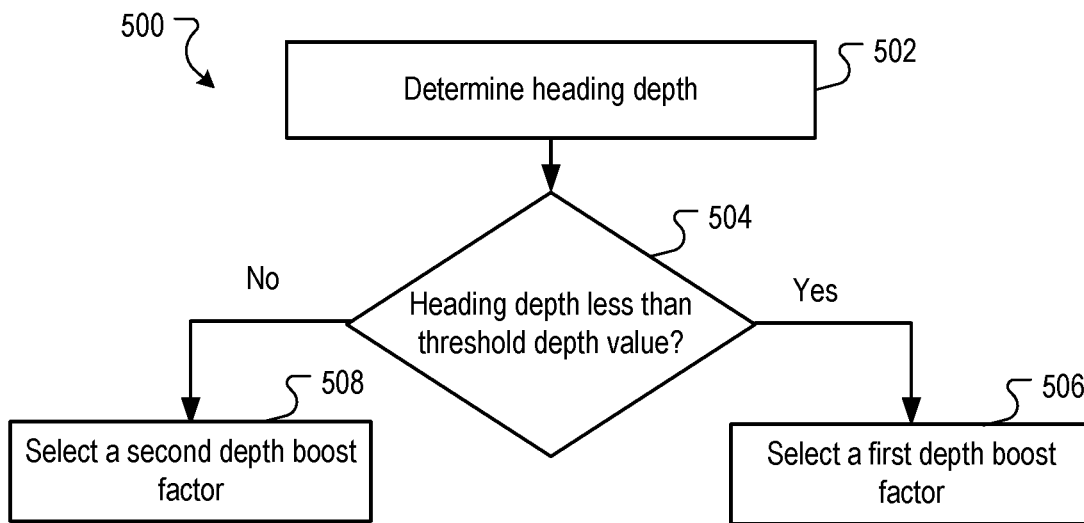 500
502
Determine heading depth
504
Heading depth less than
threshold depth value?
No
Yes
508
Select a second depth boost
factor
506
Select a first depth boost
factor